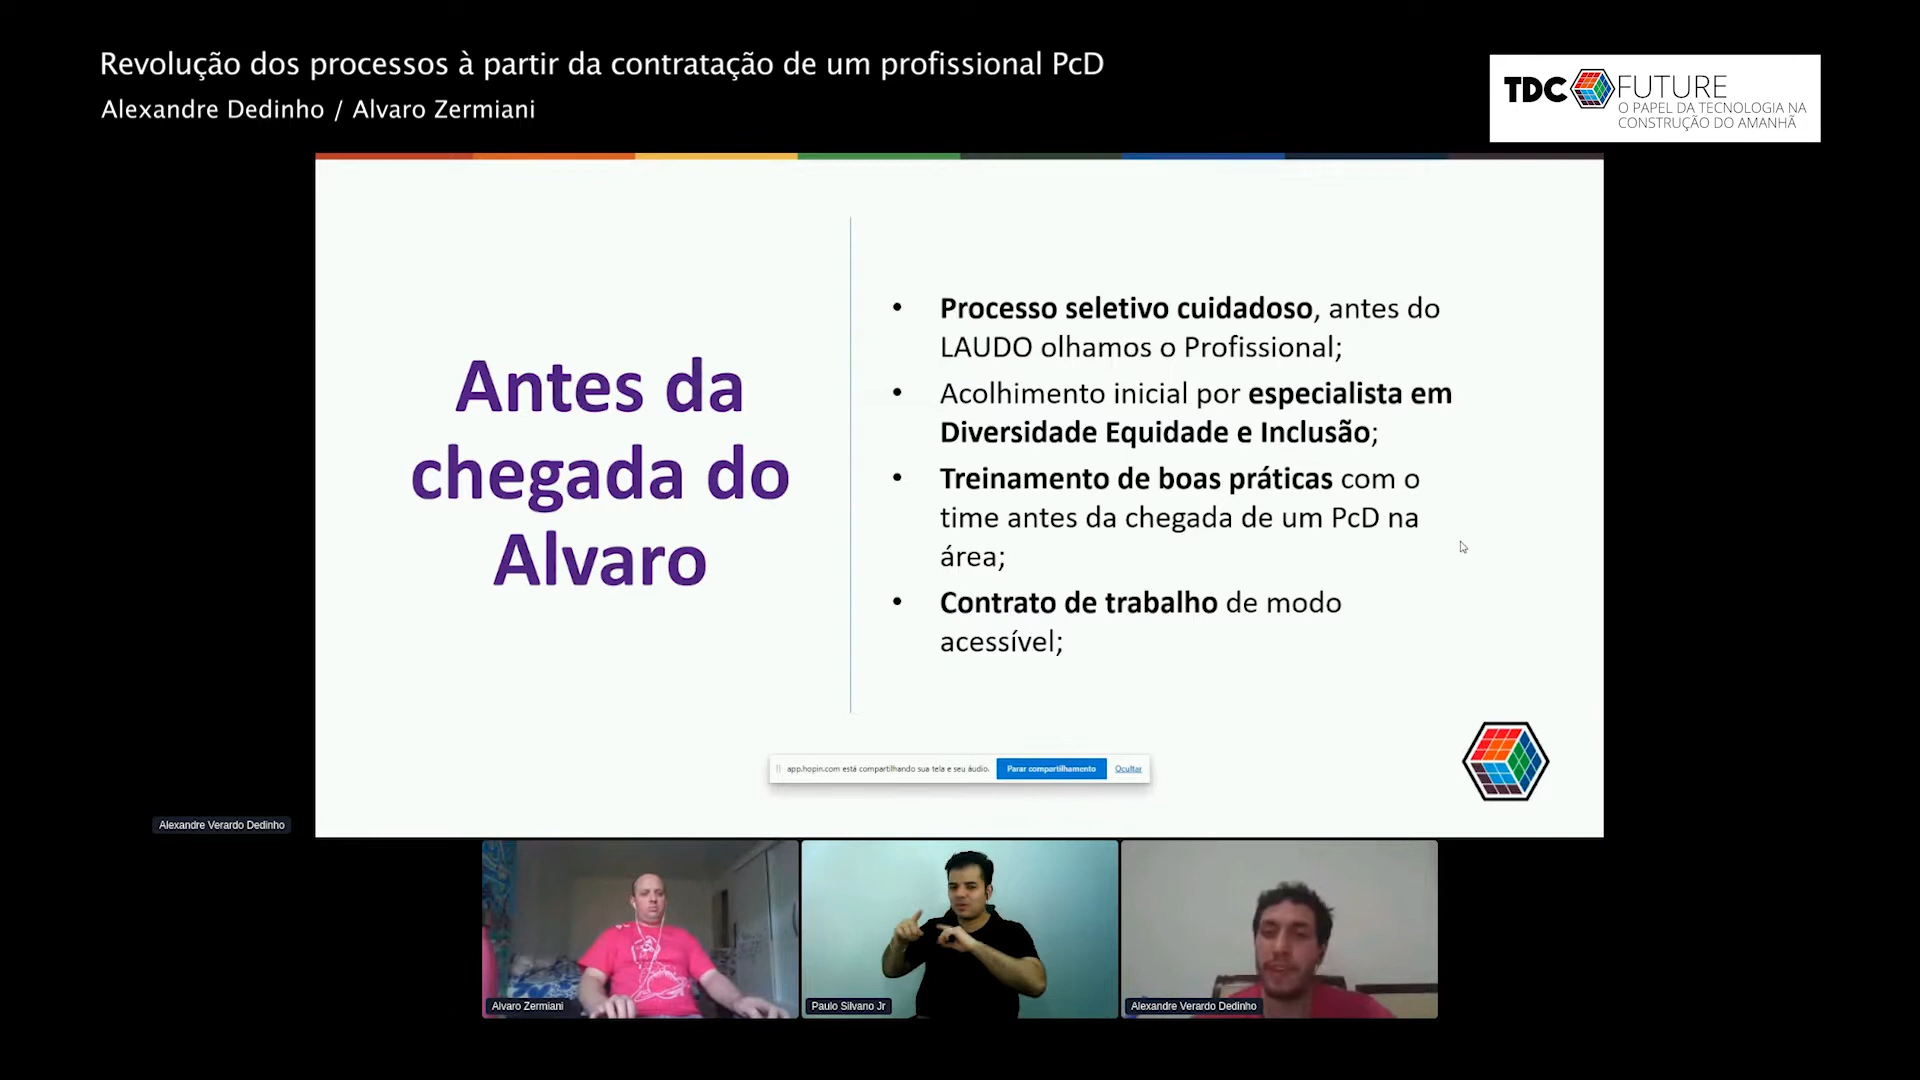 Revolução dos processos à partir da contratação de um profissional PcD
Alexandre Dedinho / Alvaro Zermiani
TDC FUTURE
O PAPEL DA TECNOLOGIA NA
CONSTRUÇÃO DO AMANHÃ
Antes da
chegada do
Alvaro
• Processo seletivo cuidadoso, antes do
LAUDO olhamos o Profissional;
• Acolhimento inicial por especialista em
Diversidade Equidade e Inclusão;
• Treinamento de boas práticas com o
time antes da chegada de um PcD na
área;
• Contrato de trabalho de modo
acessível;
app.hopin.com está compartilhando sua tela e seu áudio. Parar compartilhamento Ocultar
Alexandre Verardo Dedinho
Alvaro Zermiani
Paulo Silvano Jr
Alexandre Verardo Dedinho